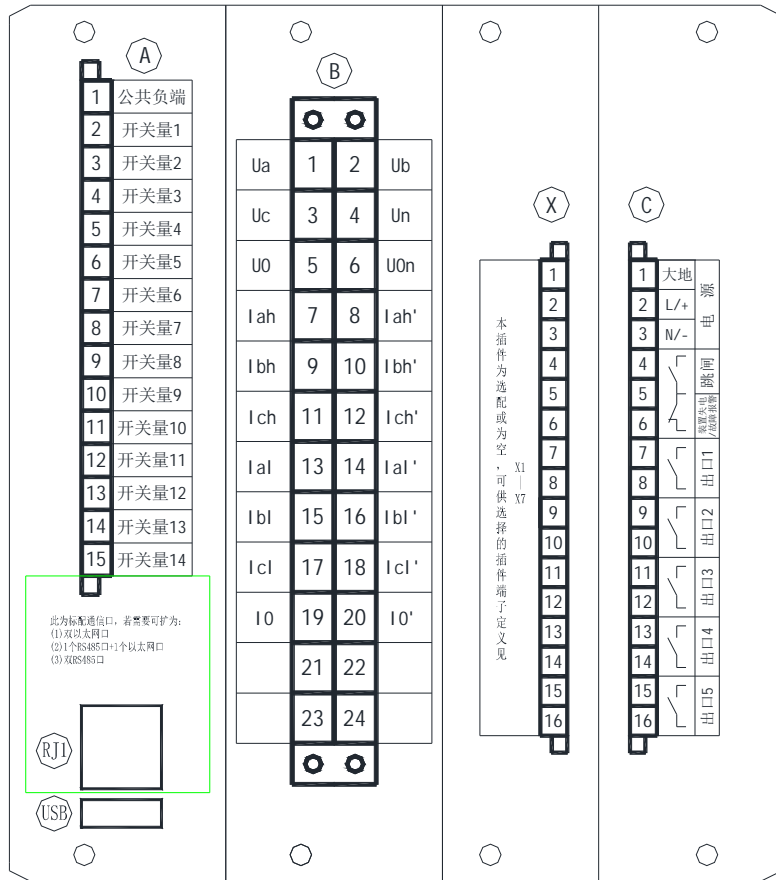 A
1 公共负端
2 开关量1
3 开关量2
4 开关量3
5 开关量4
6 开关量5
7 开关量6
8 开关量7
9 开关量8
10 开关量9
11 开关量10
12 开关量11
13 开关量12
14 开关量13
15 开关量14
此为标配通信口，若需要可扩为：
(1)双以太网口
(2)1个RS485口+1个以太网口
(3)双RS485口
RJ1
USB
B
Ua 1 2 Ub
Uc 3 4 Un
U0 5 6 U0n
Iah 7 8 Iah'
Ibh 9 10 Ibh'
Ich 11 12 Ich'
Ial 13 14 Ial'
Ibl 15 16 Ibl'
Icl 17 18 Icl'
I0 19 20 I0'
21 22
23 24
X
本插件为选配或为空，可供选择的插件端子定义见
X1
|
X7
1
2
3
4
5
6
7
8
9
10
11
12
13
14
15
16
C
1 大地
2 L/+
3 N/-
电源
4
5
6
跳闸
装置失电
/故障报警
7
8
出口1
9
10
出口2
11
12
出口3
13
14
出口4
15
16
出口5